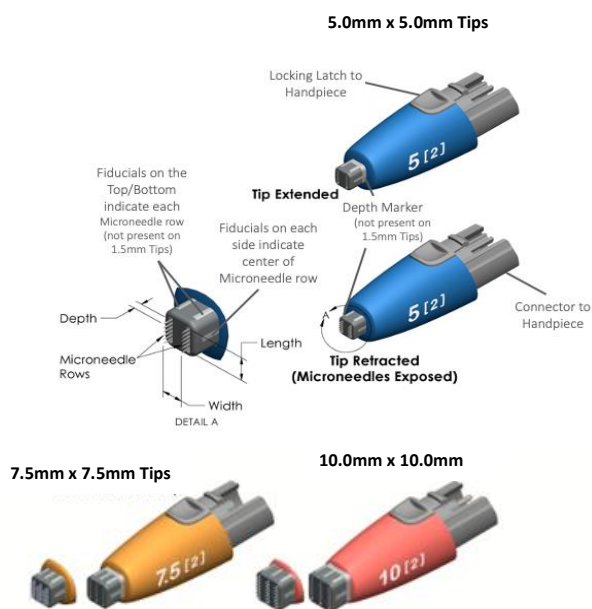 5.0mm x 5.0mm Tips
Locking Latch to
Handpiece
5 [2]
Tip Extended
Fiducials on the
Top/Bottom
indicate each
Microneedle row
(not present on
1.5mm Tips)
Fiducials on each
side indicate
center of
Microneedle row
Depth Marker
(not present on
1.5mm Tips)
A
5 [2]
Connector to
Handpiece
Tip Retracted
(Microneedles Exposed)
Depth
Microneedle
Rows
Length
Width
DETAIL A
7.5mm x 7.5mm Tips
7.5 [2]
10.0mm x 10.0mm
10 [2]